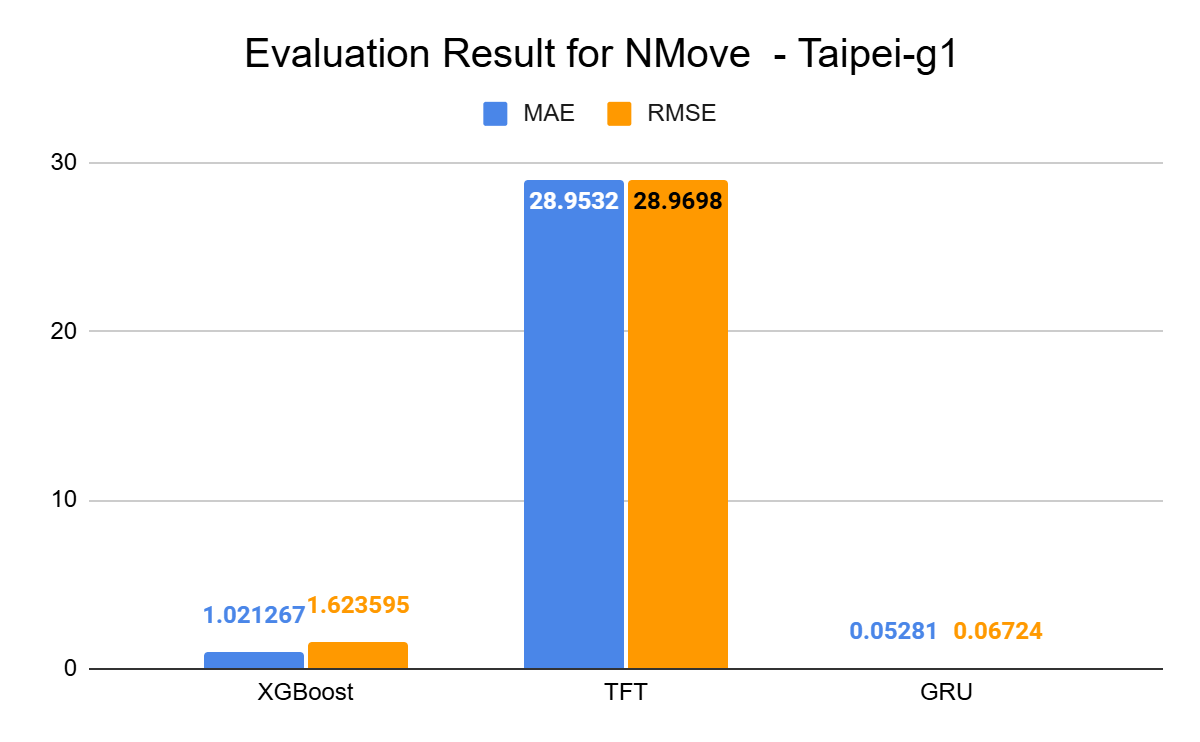 Evaluation Result for NMove  - Taipei-g1
MAE
RMSE
30
20
10
0
28.9532
28.9698
1.021267
1.623595
0.05281
0.06724
XGBoost
TFT
GRU